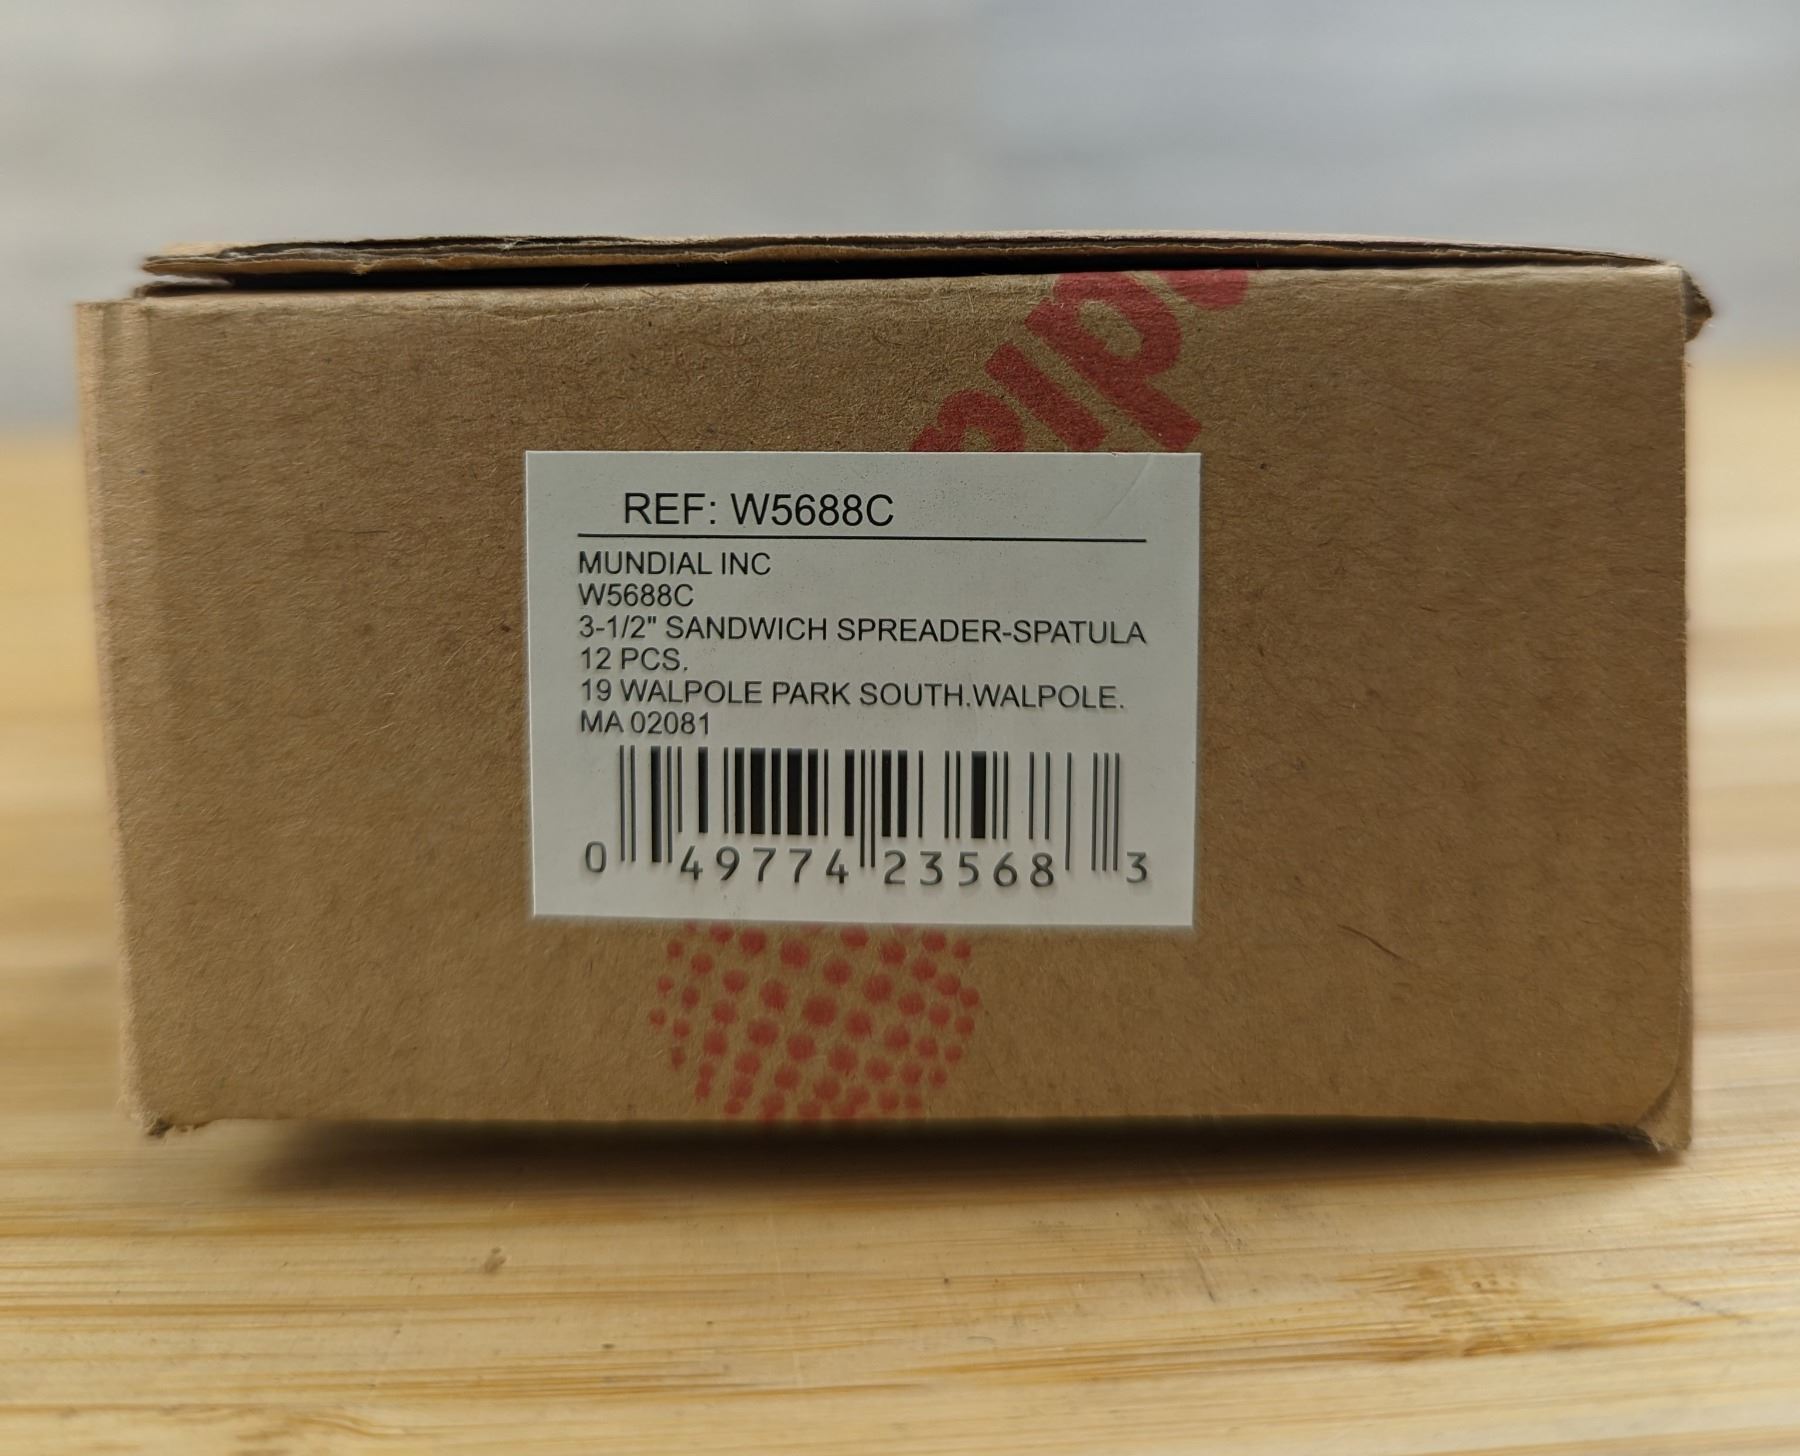 REF: W5688C
MUNDIAL INC
W5688C
3-1/2" SANDWICH SPREADER-SPATULA
12 PCS.
19 WALPOLE PARK SOUTH.WALPOLE.
MA 02081
0 49774 23568 3